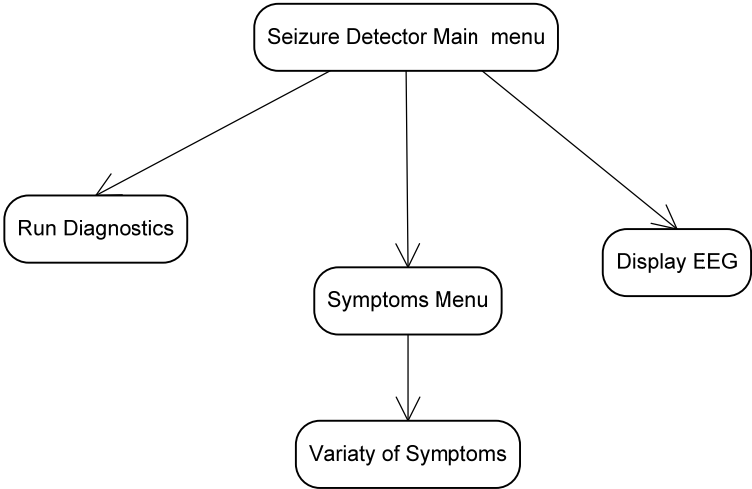 Seizure Detector Main menu
Run Diagnostics
Display EEG
Symptoms Menu
Variaty of Symptoms